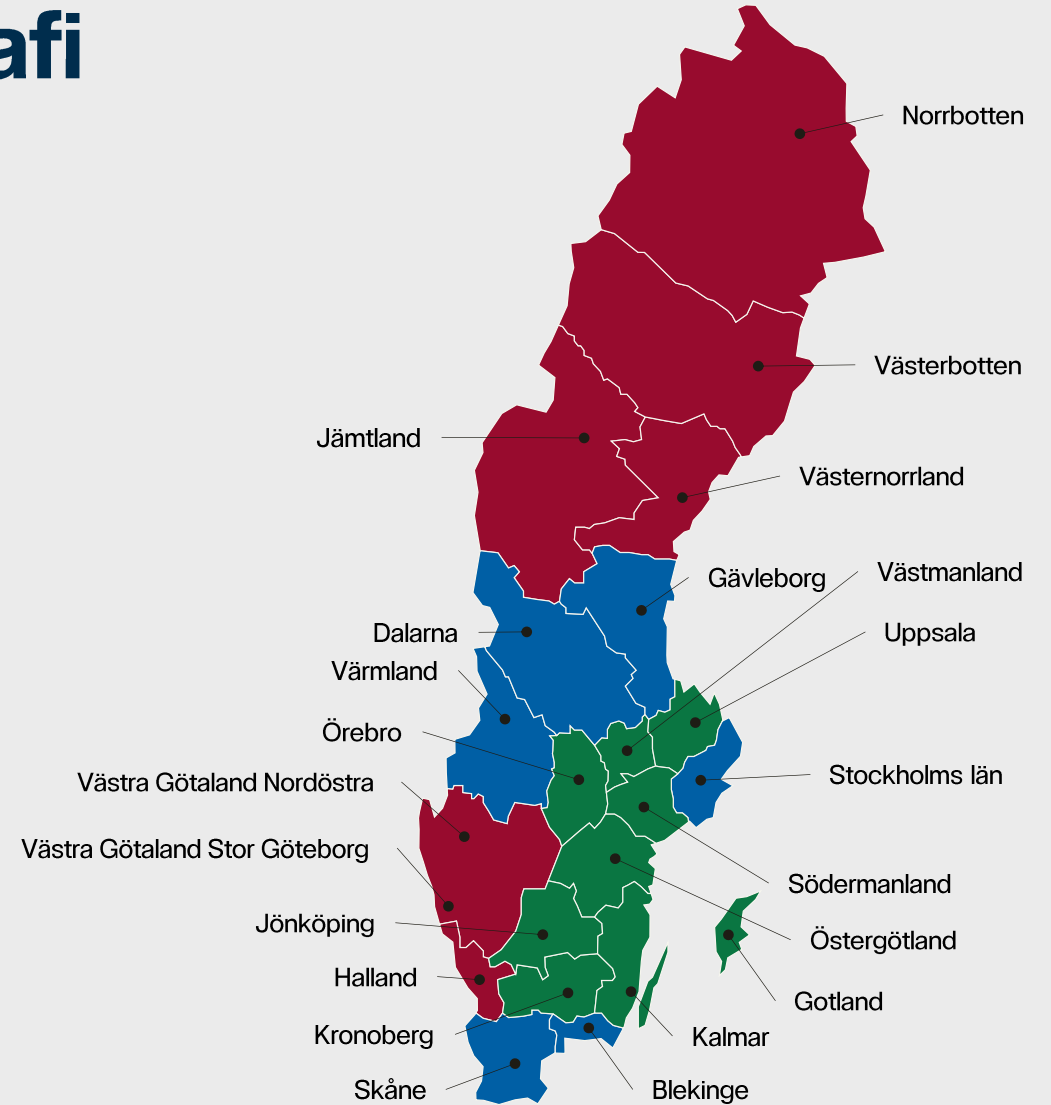 afi
Norrbotten
Västerbotten
Jämtland
Västernorrland
Västmanland
Gävleborg
Dalarna
Uppsala
Värmland
Örebro
Stockholms län
Västra Götaland Nordöstra
Västra Götaland Stor Göteborg
Södermanland
Jönköping
Östergötland
Halland
Gotland
Kronoberg
Kalmar
Skåne
Blekinge